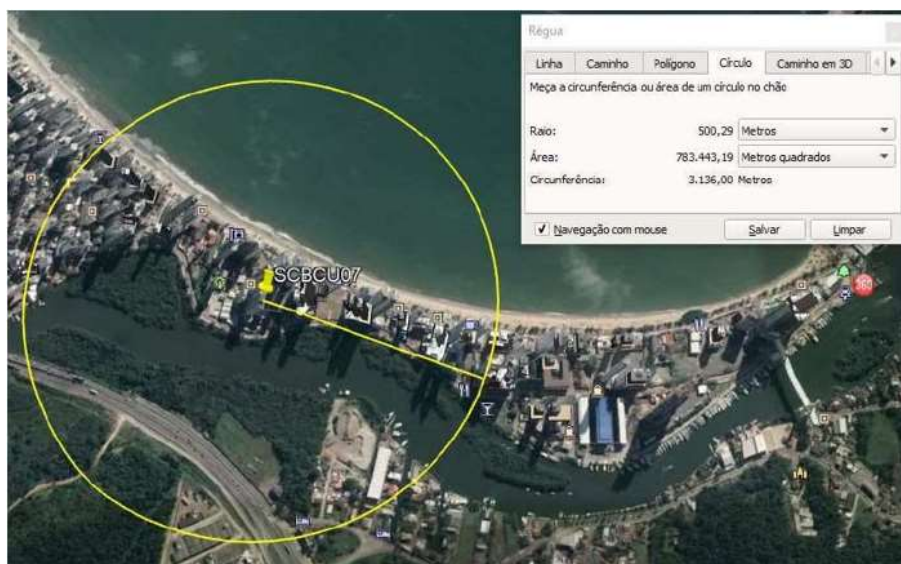 Régua
Linha Caminho Polígono Círculo Caminho em 3D
Meça a circunferência ou área de um círculo no chão
Raio: 500,29 Metros
Área: 783.443,19 Metros quadrados
Circunferência: 3.136,00 Metros
Navegação com mouse Salvar Limpar
SCBCU07
360